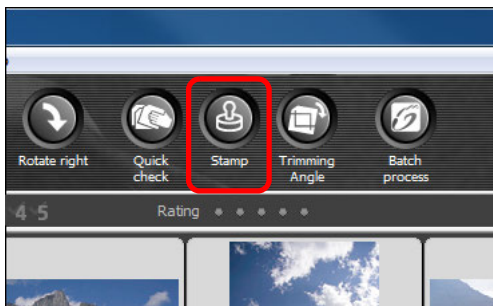 Rotate right
Quick
check
Stamp
Trimming
Angle
Batch
process
4 5
Rating